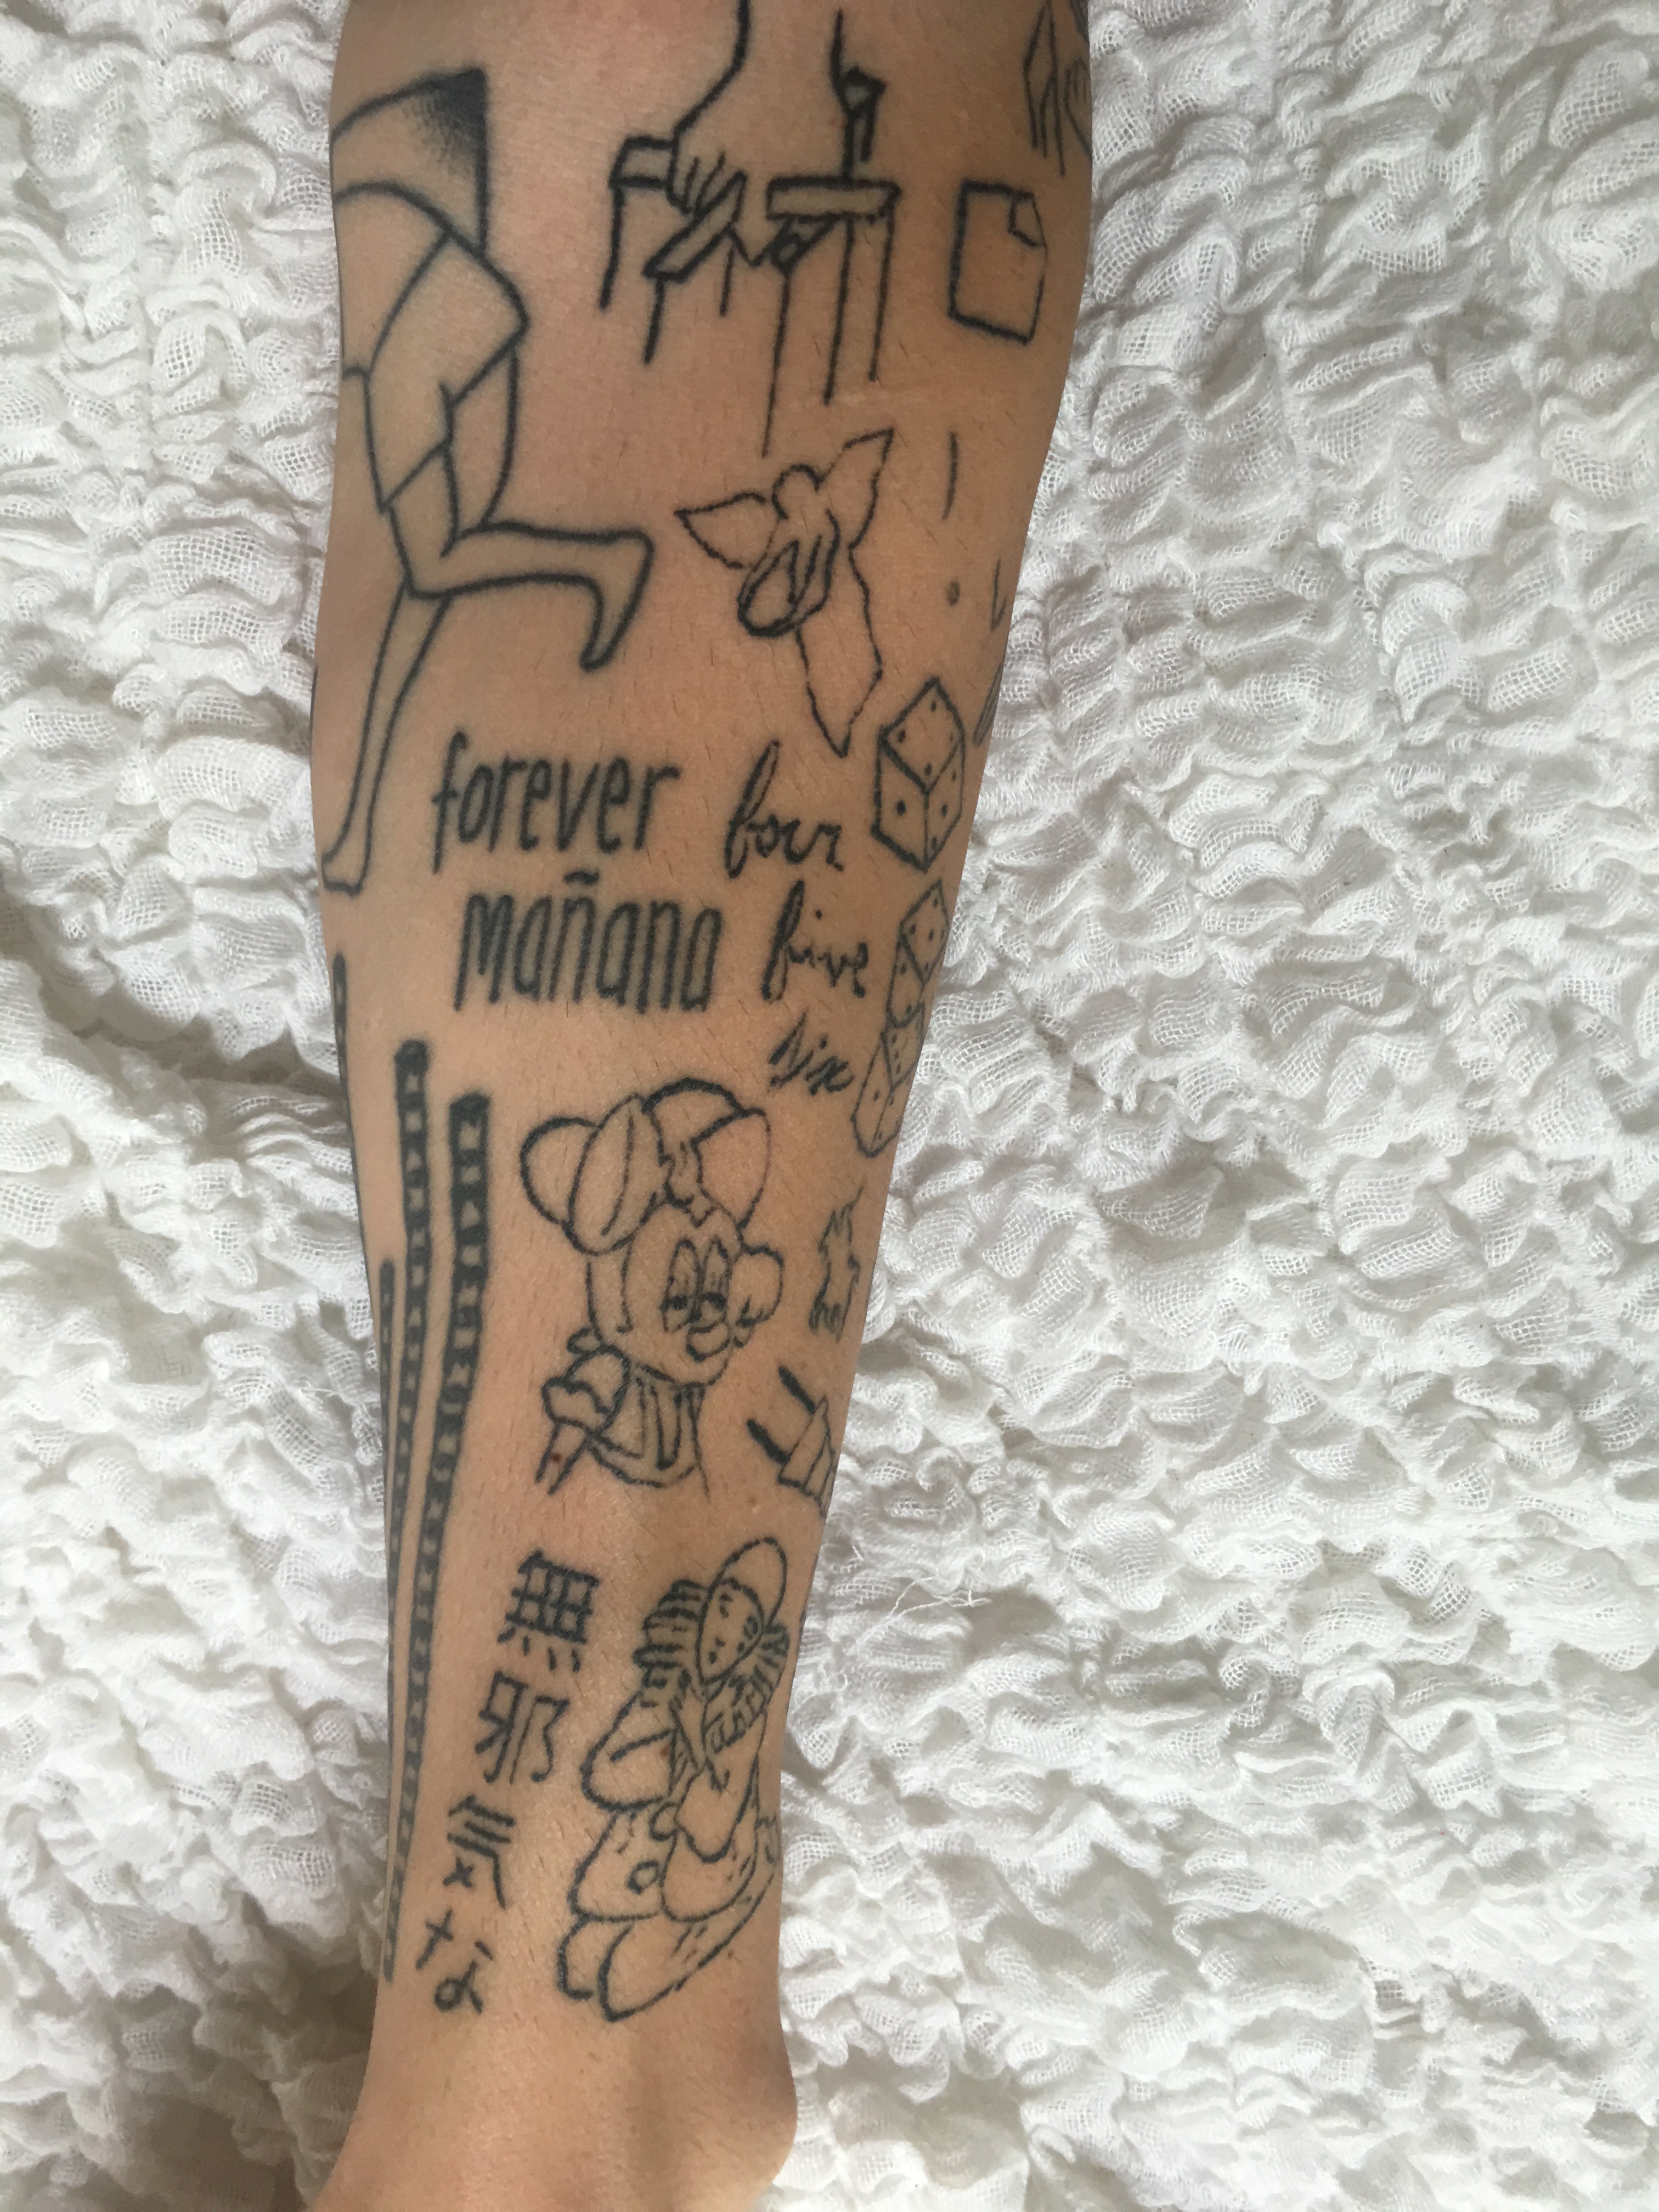 forever
mañana
four
five
six
無
邪
気
な